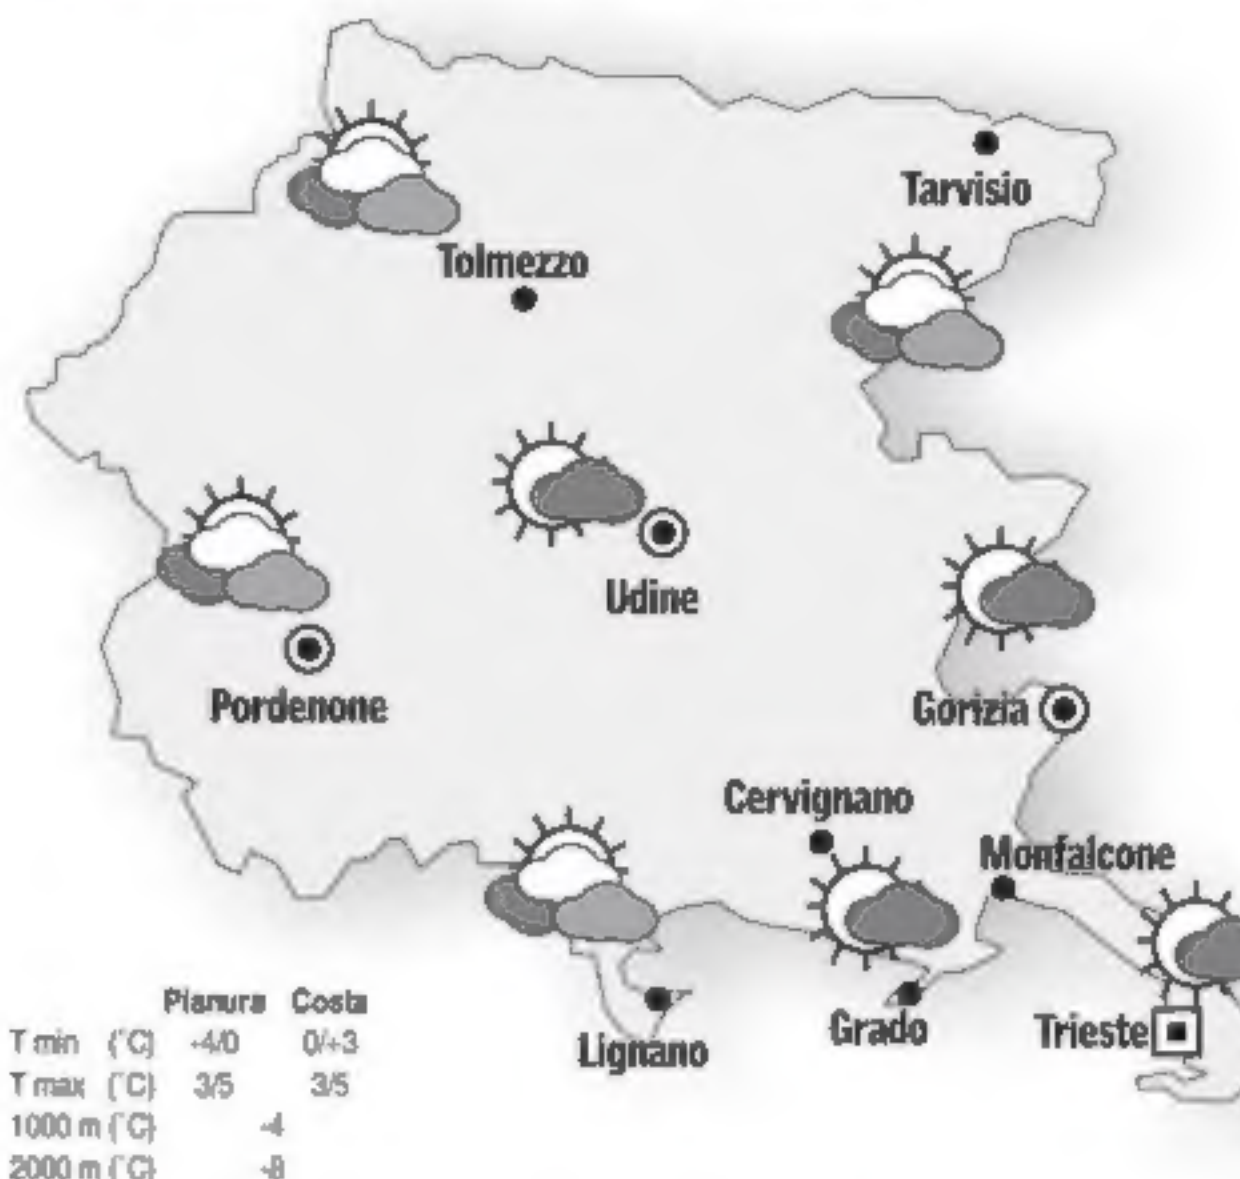 Tarvisio
Tolmezzo
Udine
Pordenone
Gorizia
Cervignano
Monfalcone
Grado
Trieste
Lignano
Pianura Costa
T min (°C) -4/0 0/+3
T max (°C) 3/5 3/5
1000 m (°C) -4
2000 m (°C) -8